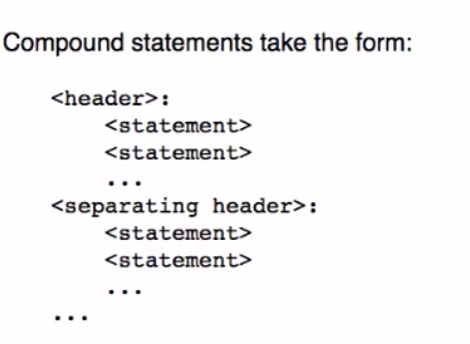 Compound statements take the form:
<header>:
<statement>
<statement>
...
<separating header>:
<statement>
<statement>
...
...